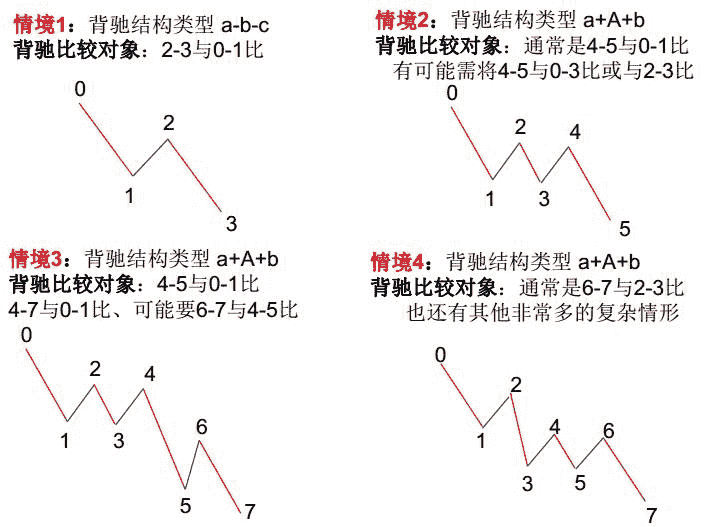 情境1：背驰结构类型 a-b-c
背驰比较对象：2-3与0-1比
0
2
1
3
情境2：背驰结构类型 a+A+b
背驰比较对象：通常是4-5与0-1比
有可能需将4-5与0-3比或与2-3比
0
2
4
1
3
5
情境3：背驰结构类型 a+A+b
背驰比较对象：4-5与0-1比
4-7与0-1比、可能要6-7与4-5比
0
2
4
1
3
6
5
7
情境4：背驰结构类型 a+A+b
背驰比较对象：通常是6-7与2-3比
也还有其他非常多的复杂情形
0
2
1
4
6
3
5
7